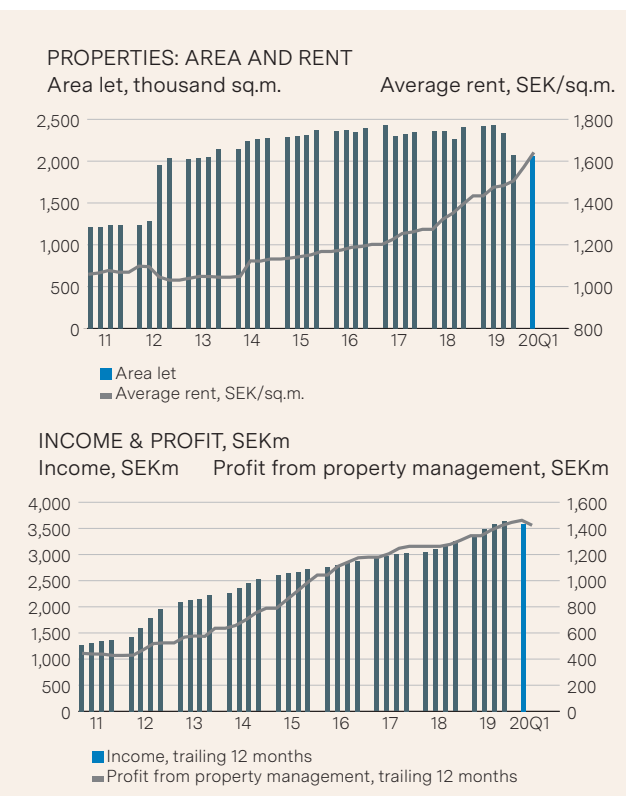 PROPERTIES: AREA AND RENT
Area let, thousand sq.m. Average rent, SEK/sq.m.
2,500 1,800
2,000 1,600
1,500 1,400
1,000 1,200
500 1,000
0 800
11 12 13 14 15 16 17 18 19 20Q1
Area let
Average rent, SEK/sq.m.
INCOME & PROFIT, SEKm
Income, SEKm Profit from property management, SEKm
4,000 1,600
3,500 1,400
3,000 1,200
2,500 1,000
2,000 800
1,500 600
1,000 400
500 200
0 0
11 12 13 14 15 16 17 18 19 20Q1
Income, trailing 12 months
Profit from property management, trailing 12 months